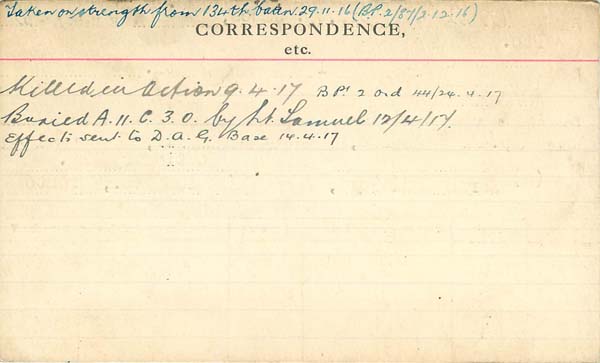 Taken on strength from 134th batn. 29.11.16 (B.P. 2/87/2.12.16)
CORRESPONDENCE,
etc.
Killed in Action 9.4.17 B.P! 2 ord 44/24.4.17
Buried A.11.C.3.0. by Lt. Samuel 12/4/17.
Effects sent to D.A.G. Base 14.4.17